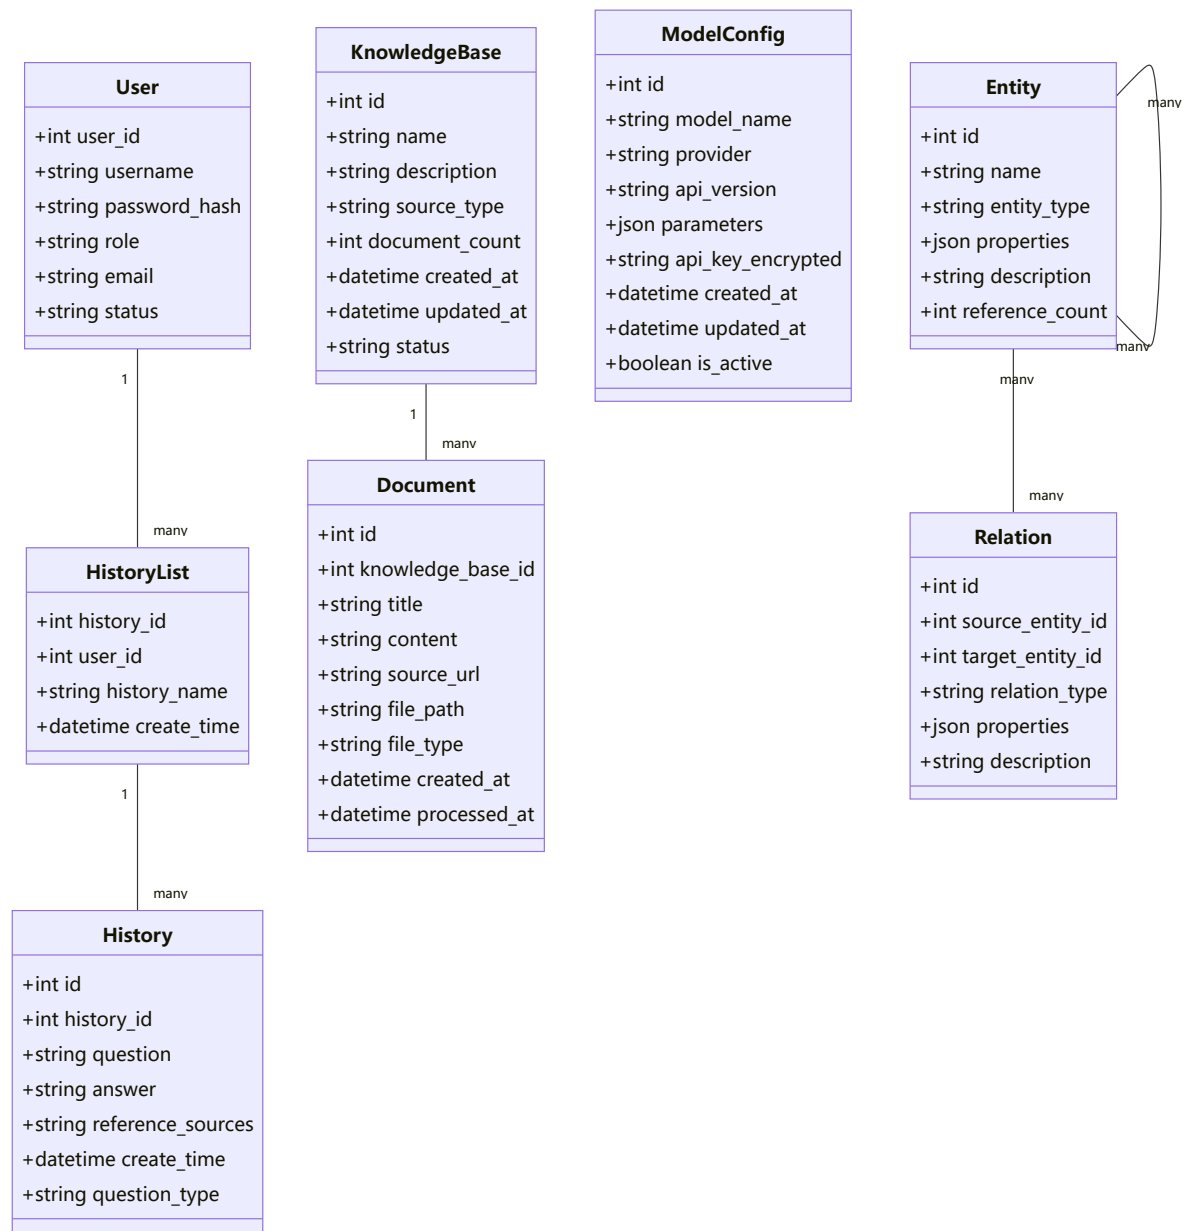 User
+int user_id
+string username
+string password_hash
+string role
+string email
+string status
1
many
HistoryList
+int history_id
+int user_id
+string history_name
+datetime create_time
1
many
History
+int id
+int history_id
+string question
+string answer
+string reference_sources
+datetime create_time
+string question_type
KnowledgeBase
+int id
+string name
+string description
+string source_type
+int document_count
+datetime created_at
+datetime updated_at
+string status
1
many
Document
+int id
+int knowledge_base_id
+string title
+string content
+string source_url
+string file_path
+string file_type
+datetime created_at
+datetime processed_at
ModelConfig
+int id
+string model_name
+string provider
+string api_version
+json parameters
+string api_key_encrypted
+datetime created_at
+datetime updated_at
+boolean is_active
Entity
+int id
+string name
+string entity_type
+json properties
+string description
+int reference_count
many
many
many
many
Relation
+int id
+int source_entity_id
+int target_entity_id
+string relation_type
+json properties
+string description